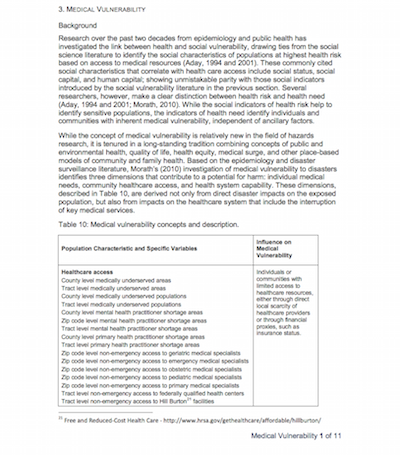 3. MEDICAL VULNERABILITY
Background
Research over the past two decades from epidemiology and public health has
investigated the link between health and social vulnerability, drawing ties from the social
science literature to identify the social characteristics of populations at highest health risk
based on access to medical resources (Aday, 1994 and 2001). These commonly cited
social characteristics that correlate with health care access include social status, social
capital, and human capital; showing unmistakable parity with those social indicators
introduced by the social vulnerability literature in the previous section. Several
researchers, however, make a clear distinction between health risk and health need
(Aday, 1994 and 2001; Morath, 2010). While the social indicators of health risk help to
identify sensitive populations, the indicators of health need identify individuals and
communities with inherent medical vulnerability, independent of ancillary factors.
While the concept of medical vulnerability is relatively new in the field of hazards
research, it is tenured in a long-standing tradition combining concepts of public and
environmental health, quality of life, health equity, medical surge, and other place-based
models of community and family health. Based on the epidemiology and disaster
surveillance literature, Morath's (2010) investigation of medical vulnerability to disasters
identifies three dimensions that contribute to a potential for harm: individual medical
needs, community healthcare access, and health system capability. These dimensions,
described in Table 10, are derived not only from direct disaster impacts on the exposed
population, but also from impacts on the healthcare system that include the interruption
of key medical services.
Table 10: Medical vulnerability concepts and description.
Population Characteristic and Specific Variables
Influence on
Medical
Vulnerability
Healthcare access
County level medically underserved areas
Tract level medically underserved areas
County level medically underserved populations
Tract level medically underserved populations
County level mental health practitioner shortage areas
Zip code level mental health practitioner shortage areas
Tract level mental health practitioner shortage areas
County level primary health practitioner shortage areas
Tract level primary health practitioner shortage areas
Zip code level non-emergency access to geriatric medical specialists
Zip code level non-emergency access to emergency medical specialists
Zip code level non-emergency access to obstetric medical specialists
Zip code level non-emergency access to pediatric medical specialists
Zip code level non-emergency access to primary medical specialists
Tract level non-emergency access to federally qualified health centers
Tract level non-emergency access to Hill Burton facilities
Individuals or
communities with
limited access to
healthcare resources,
either through direct
local scarcity of
healthcare providers
or through financial
proxies, such as
insurance status.
Free and Reduced-Cost Health Care - http://www.hrsa.gov/gethealthcare/affordable/hillburton/
Medical Vulnerability 1 of 11